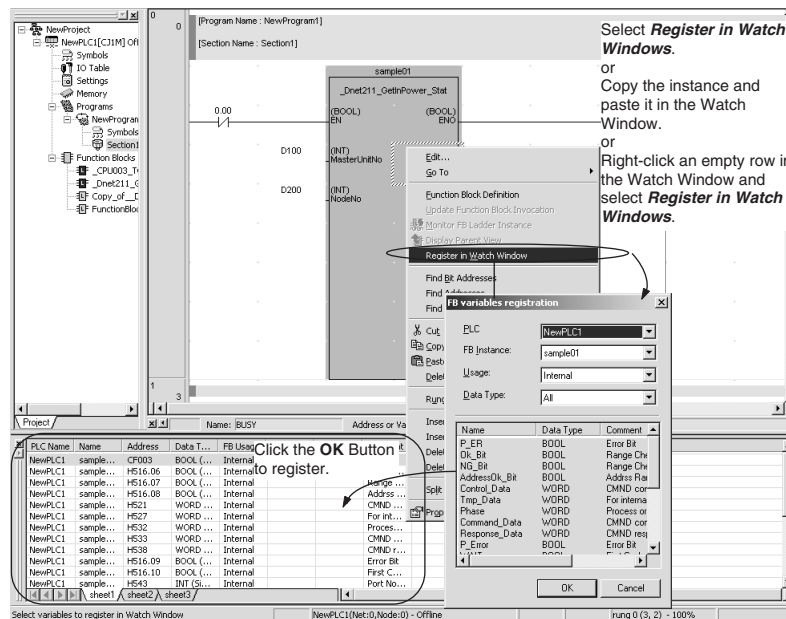 NewProject
NewPLC1[CJ1M] Offl
Symbols
IO Table
Settings
Memory
Programs
NewProgram
Symbols
Section1
Function Blocks
_CPU003_T
_Dnet211_G
Copy_of__D
FunctionBloc
Project
0
0
[Program Name : NewProgram1]
[Section Name : Section1]
sample01
_Dnet211_GetInPower_Stat
0.00
(BOOL)
EN
(BOOL)
ENO
D100
(INT)
MasterUnitNo
D200
(INT)
NodeNo
1
3
Select Register in Watch
Windows.
or
Copy the instance and
paste it in the Watch
Window.
or
Right-click an empty row in
the Watch Window and
select Register in Watch
Windows.
Edit...
Go To
Function Block Definition
Update Function Block Invocation
Monitor FB Ladder Instance
Display Parent View
Register in Watch Window
Find Bit Addresses
Find Addresses
Find
Cut
Copy
Paste
Delet
Rung
Inser
Inser
Delet
Delet
Split
Prop
FB variables registration
PLC
NewPLC1
FB Instance:
sample01
Usage:
Internal
Data Type:
All
Name Data Type Comment
P_ER BOOL Error Bit
Ok_Bit BOOL Range Che
NG_Bit BOOL Range Che
AddressOk_Bit BOOL Addrss Ran
Control_Data WORD CMND cor
Tmp_Data WORD For interna
Phase WORD Process or
Command_Data WORD CMND cor
Response_Data WORD CMND resp
P_Error BOOL Error Bit
OK Cancel
Name: BUSY
Address or Va
Click the OK Button
to register.
PLC Name Name Address Data T... FB Usag
NewPLC1 sample... CF003 BOOL (... Internal
NewPLC1 sample... H516.06 BOOL (... Internal
NewPLC1 sample... H516.07 BOOL (... Internal Range ...
NewPLC1 sample... H516.08 BOOL (... Internal Addrss ...
NewPLC1 sample... H521 WORD ... Internal CMND ...
NewPLC1 sample... H527 WORD ... Internal For int...
NewPLC1 sample... H532 WORD ... Internal Proces...
NewPLC1 sample... H533 WORD ... Internal CMND ...
NewPLC1 sample... H538 WORD ... Internal CMND r...
NewPLC1 sample... H516.09 BOOL (... Internal Error Bit
NewPLC1 sample... H516.10 BOOL (... Internal First C...
NewPLC1 sample... H543 INT (Si... Internal Port No...
sheet1 sheet2 sheet3
Select variables to register in Watch Window
NewPLC1(Net:0,Node:0) - Offline
rung 0 (3, 2) - 100%